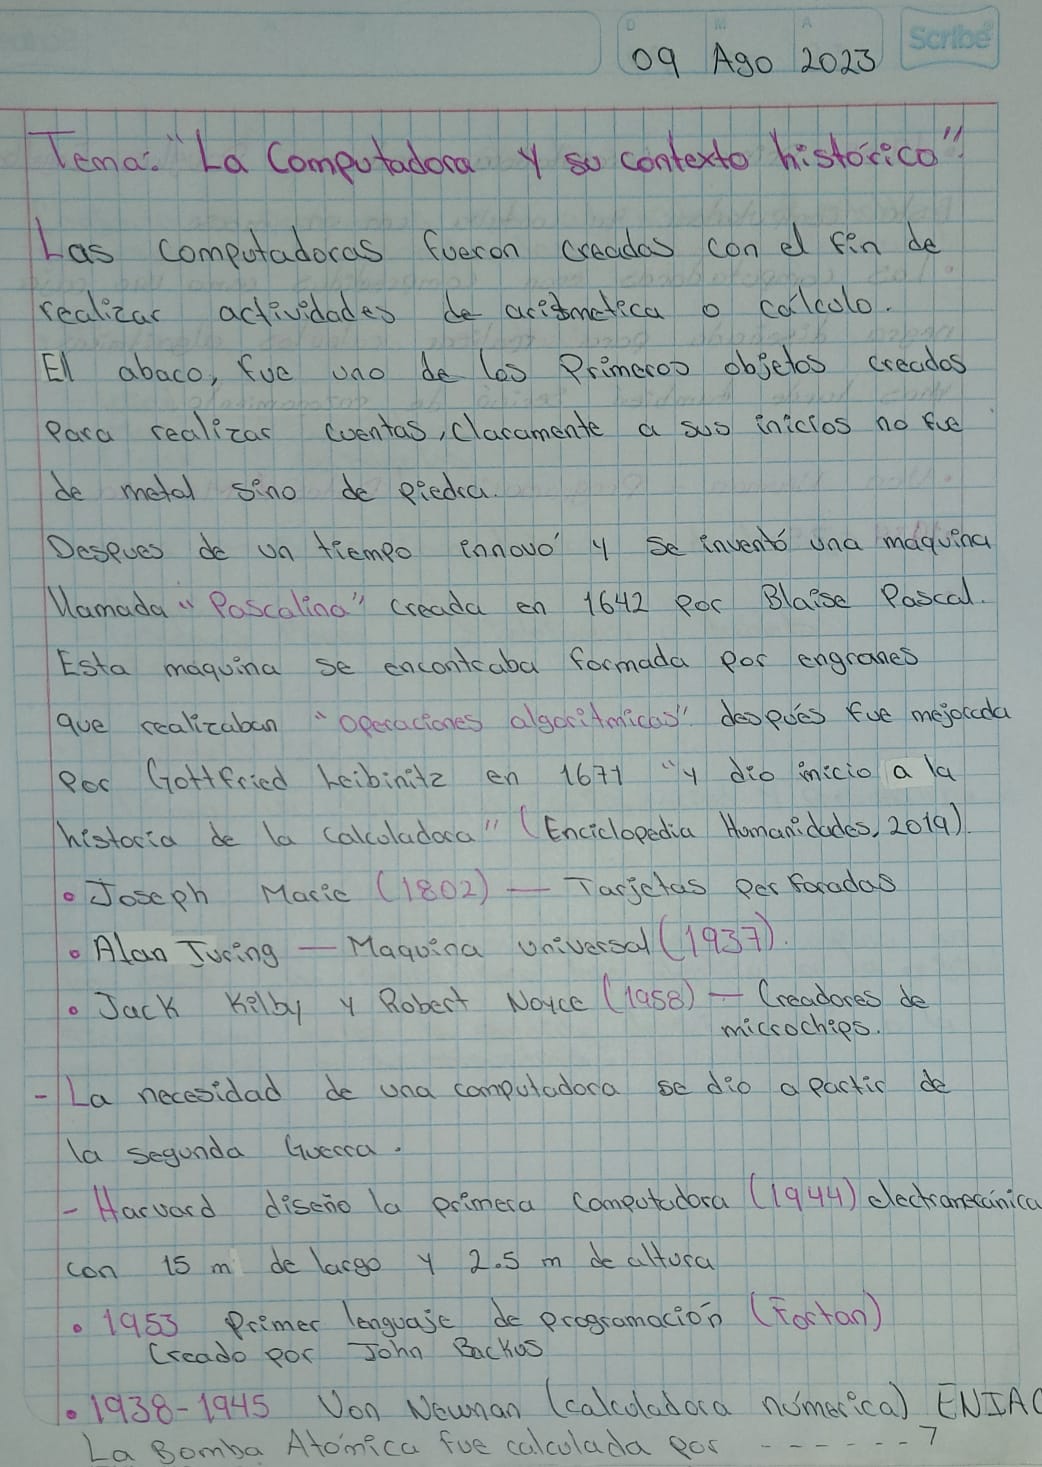 D M A
Scribe
09 Ago 2023
Tema: "La Computadora y su contexto histórico".
Las computadoras fueron creadas con el fin de
realizar actividades de aritmetica o cálculo.
El abaco, fue uno de los Primeros objetos creados
Para realizar cuentas, claramente a sus inicios no fue
de metal sino de Piedra.
Despues de un tiempo innovó y se inventó una máquina
llamada "Pascalina" creada en 1642 por Blaise Pascal.
Esta máquina se encontraba formada por engranes
que realizaban "operaciones algoritmicas" después fue mejorada
Por Gottfried Leibinitz en 1671 "y dio inicio a la
historia de la calculadora" (Enciclopedia Humanidades, 2019).
• Joseph Marie (1802) — Tarjetas Perforadas
• Alan Turing — Maquina universal (1937).
• Jack Kilby y Robert Noyce (1958) — Creadores de
microchips.
- La necesidad de una computadora se dio a partir de
la segunda Guerra.
- Harvard diseño la primera computadora (1944) electramecánica
con 15 m de largo y 2.5 m de altura
• 1953 Primer lenguaje de programación (Fortan)
Creado por John Backus
• 1938-1945 Von Newman (calculadora númerica) ENIAC
La Bomba Atómica fue calculada por - - - - - - - 7